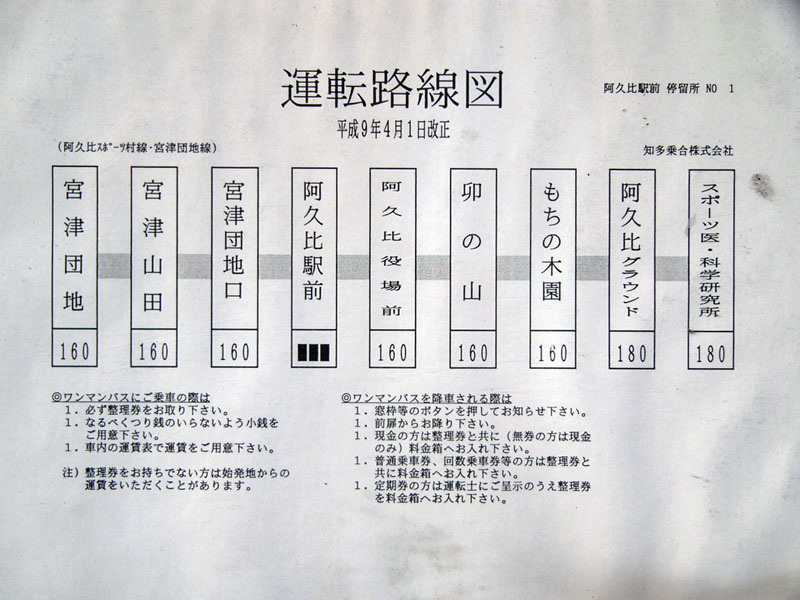 運転路線図
阿久比駅前 停留所 NO 1
平成9年4月1日改正
(阿久比ｽﾎﾟｰﾂ村線・宮津団地線)
知多乗合株式会社
宮津団地
宮津山田
宮津団地口
阿久比駅前
阿久比役場前
卯の山
もちの木園
阿久比グラウンド
スポーツ医・科学研究所
160
160
160
160
160
160
180
180
◎ワンマンバスにご乗車の際は
1．必ず整理券をお取り下さい。
1．なるべくつり銭のいらないよう小銭を
ご用意下さい。
1．車内の運賃表で運賃をご用意下さい。
注）整理券をお持ちでない方は始発地からの
運賃をいただくことがあります。
◎ワンマンバスを降車される際は
1．窓枠等のボタンを押してお知らせ下さい。
1．前扉からお降り下さい。
1．現金の方は整理券と共に（無券の方は現金
のみ）料金箱へお入れ下さい。
1．普通乗車券、回数乗車券等の方は整理券と
共に料金箱へお入れ下さい。
1．定期券の方は運転士にご呈示のうえ整理券
を料金箱へお入れ下さい。